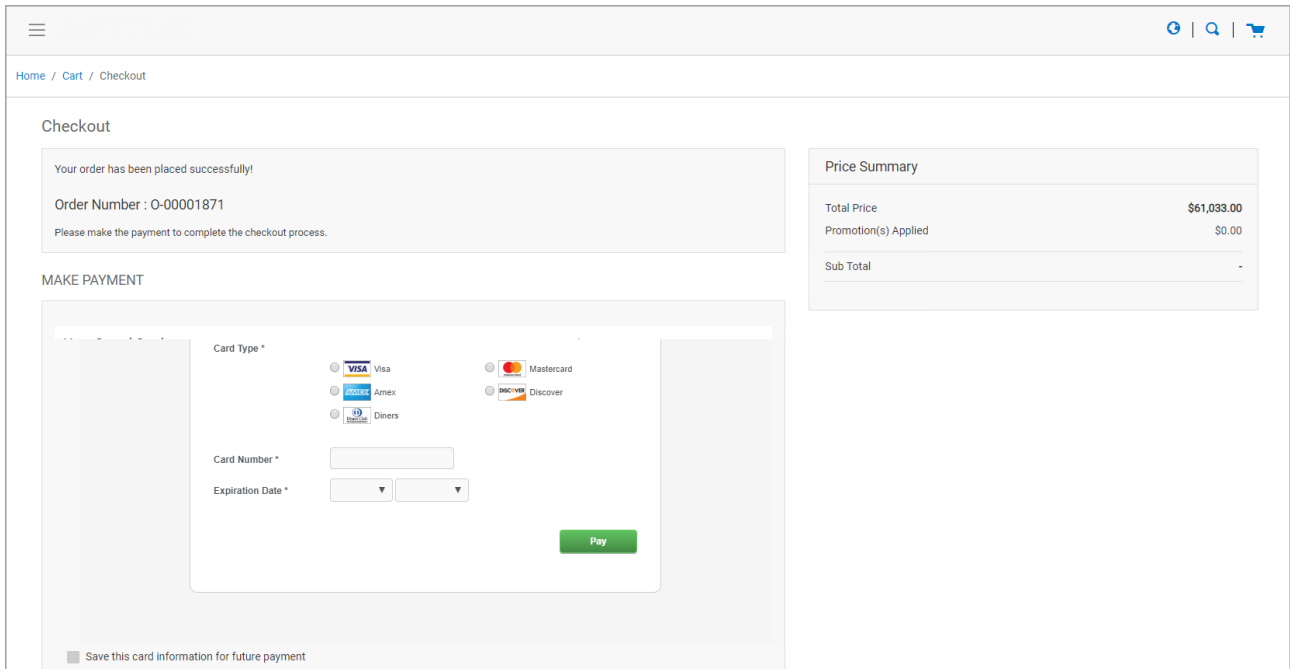 Home / Cart / Checkout
Checkout
Your order has been placed successfully!
Order Number : O-00001871
Please make the payment to complete the checkout process.
Price Summary
Total Price $61,033.00
Promotion(s) Applied $0.00
Sub Total -
MAKE PAYMENT
Card Type *
VISA Visa
Mastercard
AMEX Amex
DISCOVER Discover
Diners Club Diners
Card Number *
Expiration Date *
Pay
Save this card information for future payment